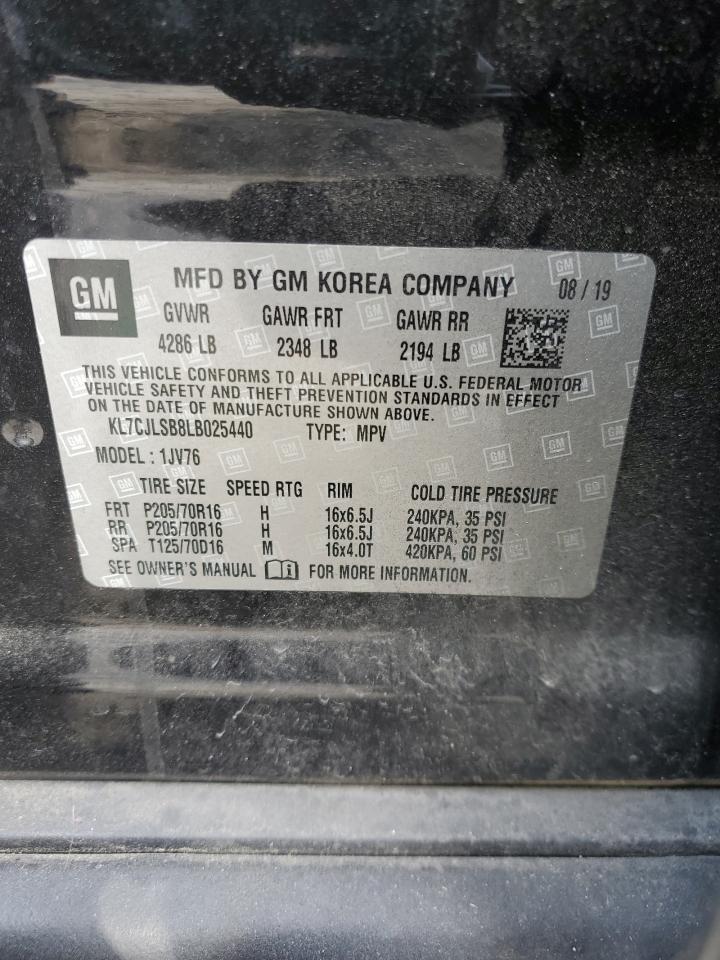 GM MFD BY GM KOREA COMPANY 08 / 19
GVWR GAWR FRT GAWR RR
4286 LB 2348 LB 2194 LB
THIS VEHICLE CONFORMS TO ALL APPLICABLE U.S. FEDERAL MOTOR
VEHICLE SAFETY AND THEFT PREVENTION STANDARDS IN EFFECT
ON THE DATE OF MANUFACTURE SHOWN ABOVE.
KL7CJLSB8LB025440 TYPE: MPV
MODEL : 1JV76
TIRE SIZE SPEED RTG RIM COLD TIRE PRESSURE
FRT P205/70R16 H 16x6.5J 240KPA, 35 PSI
RR P205/70R16 H 16x6.5J 240KPA, 35 PSI
SPA T125/70D16 M 16x4.0T 420KPA, 60 PSI
SEE OWNER'S MANUAL FOR MORE INFORMATION.